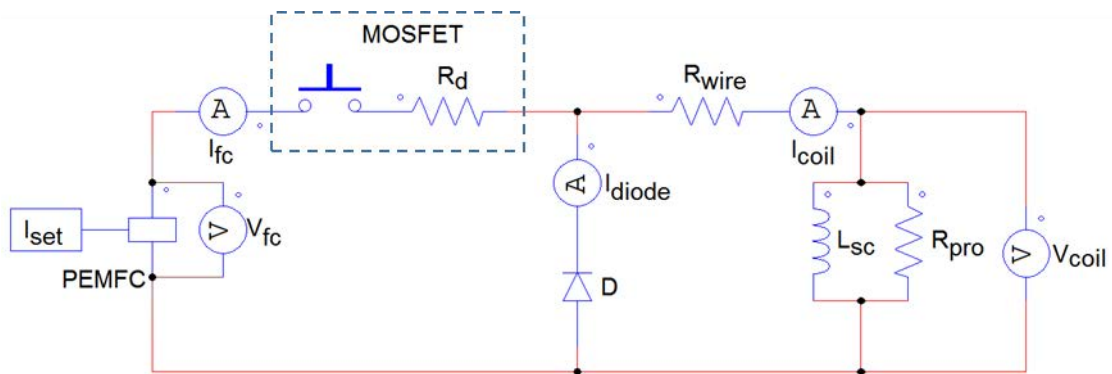 MOSFET
R_d
R_wire
A
I_fc
A
I_coil
A
I_diode
I_set
V
V_fc
PEMFC
D
L_sc
R_pro
V
V_coil